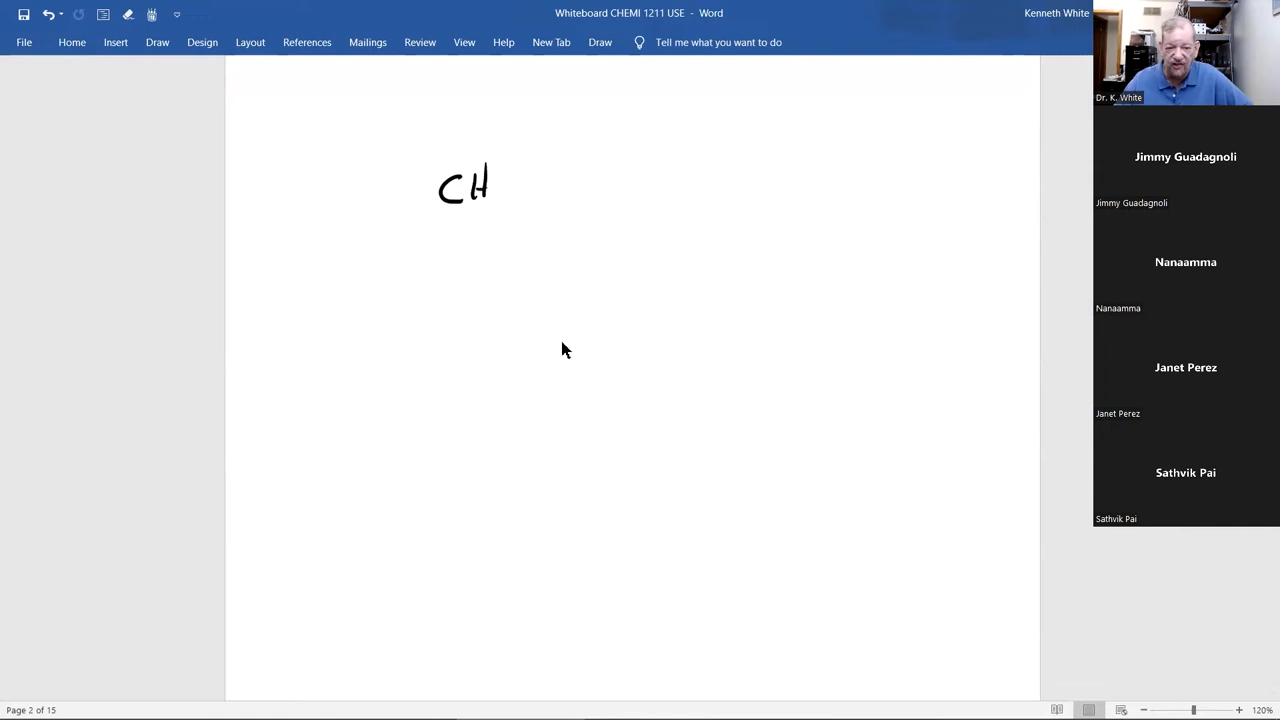 Whiteboard CHEMI 1211 USE - Word
Kenneth White
File Home Insert Draw Design Layout References Mailings Review View Help New Tab Draw Tell me what you want to do
Dr. K. White
CH
Jimmy Guadagnoli
Jimmy Guadagnoli
Nanaamma
Nanaamma
Janet Perez
Janet Perez
Sathvik Pai
Sathvik Pai
Page 2 of 15
120%